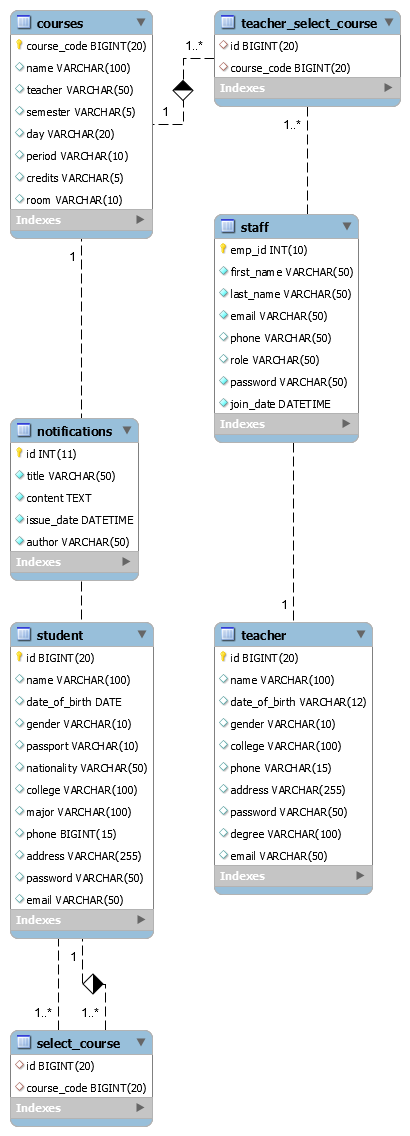 courses
course_code BIGINT(20)
name VARCHAR(100)
teacher VARCHAR(50)
semester VARCHAR(5)
day VARCHAR(20)
period VARCHAR(10)
credits VARCHAR(5)
room VARCHAR(10)
Indexes
1
1..*
teacher_select_course
id BIGINT(20)
course_code BIGINT(20)
Indexes
1..*
1
staff
emp_id INT(10)
first_name VARCHAR(50)
last_name VARCHAR(50)
email VARCHAR(50)
phone VARCHAR(50)
role VARCHAR(50)
password VARCHAR(50)
join_date DATETIME
Indexes
notifications
id INT(11)
title VARCHAR(50)
content TEXT
issue_date DATETIME
author VARCHAR(50)
Indexes
1
student
id BIGINT(20)
name VARCHAR(100)
date_of_birth DATE
gender VARCHAR(10)
passport VARCHAR(10)
nationality VARCHAR(50)
college VARCHAR(100)
major VARCHAR(100)
phone BIGINT(15)
address VARCHAR(255)
password VARCHAR(50)
email VARCHAR(50)
Indexes
teacher
id BIGINT(20)
name VARCHAR(100)
date_of_birth VARCHAR(12)
gender VARCHAR(10)
college VARCHAR(100)
phone VARCHAR(15)
address VARCHAR(255)
password VARCHAR(50)
degree VARCHAR(100)
email VARCHAR(50)
Indexes
1
1..*
1..*
select_course
id BIGINT(20)
course_code BIGINT(20)
Indexes